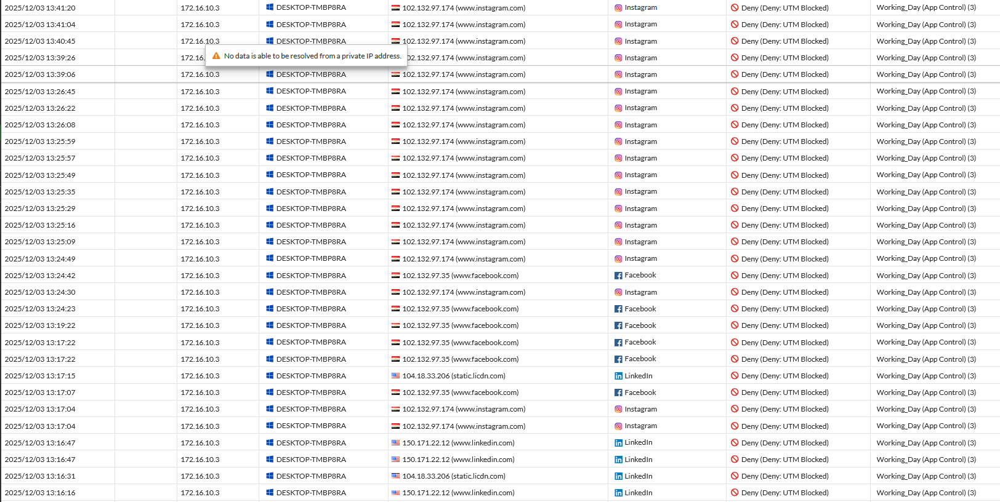 2025/12/03 13:41:20 172.16.10.3 DESKTOP-TMBP8RA 102.132.97.174 (www.instagram.com) Instagram Deny (Deny: UTM Blocked) Working_Day (App Control) (3)
2025/12/03 13:41:04 172.16.10.3 DESKTOP-TMBP8RA 102.132.97.174 (www.instagram.com) Instagram Deny (Deny: UTM Blocked) Working_Day (App Control) (3)
2025/12/03 13:40:45 172.16.10.3 DESKTOP-TMBP8RA 102.132.97.174 (www.instagram.com) Instagram Deny (Deny: UTM Blocked) Working_Day (App Control) (3)
No data is able to be resolved from a private IP address.
2025/12/03 13:39:26 172.16. 02.132.97.174 (www.instagram.com) Instagram Deny (Deny: UTM Blocked) Working_Day (App Control) (3)
2025/12/03 13:39:06 172.16.10.3 DESKTOP-TMBP8RA 102.132.97.174 (www.instagram.com) Instagram Deny (Deny: UTM Blocked) Working_Day (App Control) (3)
2025/12/03 13:26:45 172.16.10.3 DESKTOP-TMBP8RA 102.132.97.174 (www.instagram.com) Instagram Deny (Deny: UTM Blocked) Working_Day (App Control) (3)
2025/12/03 13:26:22 172.16.10.3 DESKTOP-TMBP8RA 102.132.97.174 (www.instagram.com) Instagram Deny (Deny: UTM Blocked) Working_Day (App Control) (3)
2025/12/03 13:26:08 172.16.10.3 DESKTOP-TMBP8RA 102.132.97.174 (www.instagram.com) Instagram Deny (Deny: UTM Blocked) Working_Day (App Control) (3)
2025/12/03 13:25:59 172.16.10.3 DESKTOP-TMBP8RA 102.132.97.174 (www.instagram.com) Instagram Deny (Deny: UTM Blocked) Working_Day (App Control) (3)
2025/12/03 13:25:57 172.16.10.3 DESKTOP-TMBP8RA 102.132.97.174 (www.instagram.com) Instagram Deny (Deny: UTM Blocked) Working_Day (App Control) (3)
2025/12/03 13:25:49 172.16.10.3 DESKTOP-TMBP8RA 102.132.97.174 (www.instagram.com) Instagram Deny (Deny: UTM Blocked) Working_Day (App Control) (3)
2025/12/03 13:25:35 172.16.10.3 DESKTOP-TMBP8RA 102.132.97.174 (www.instagram.com) Instagram Deny (Deny: UTM Blocked) Working_Day (App Control) (3)
2025/12/03 13:25:29 172.16.10.3 DESKTOP-TMBP8RA 102.132.97.174 (www.instagram.com) Instagram Deny (Deny: UTM Blocked) Working_Day (App Control) (3)
2025/12/03 13:25:16 172.16.10.3 DESKTOP-TMBP8RA 102.132.97.174 (www.instagram.com) Instagram Deny (Deny: UTM Blocked) Working_Day (App Control) (3)
2025/12/03 13:25:09 172.16.10.3 DESKTOP-TMBP8RA 102.132.97.174 (www.instagram.com) Instagram Deny (Deny: UTM Blocked) Working_Day (App Control) (3)
2025/12/03 13:24:49 172.16.10.3 DESKTOP-TMBP8RA 102.132.97.174 (www.instagram.com) Instagram Deny (Deny: UTM Blocked) Working_Day (App Control) (3)
2025/12/03 13:24:42 172.16.10.3 DESKTOP-TMBP8RA 102.132.97.35 (www.facebook.com) Facebook Deny (Deny: UTM Blocked) Working_Day (App Control) (3)
2025/12/03 13:24:30 172.16.10.3 DESKTOP-TMBP8RA 102.132.97.174 (www.instagram.com) Instagram Deny (Deny: UTM Blocked) Working_Day (App Control) (3)
2025/12/03 13:24:23 172.16.10.3 DESKTOP-TMBP8RA 102.132.97.35 (www.facebook.com) Facebook Deny (Deny: UTM Blocked) Working_Day (App Control) (3)
2025/12/03 13:19:22 172.16.10.3 DESKTOP-TMBP8RA 102.132.97.35 (www.facebook.com) Facebook Deny (Deny: UTM Blocked) Working_Day (App Control) (3)
2025/12/03 13:17:22 172.16.10.3 DESKTOP-TMBP8RA 102.132.97.35 (www.facebook.com) Facebook Deny (Deny: UTM Blocked) Working_Day (App Control) (3)
2025/12/03 13:17:22 172.16.10.3 DESKTOP-TMBP8RA 102.132.97.35 (www.facebook.com) Facebook Deny (Deny: UTM Blocked) Working_Day (App Control) (3)
2025/12/03 13:17:15 172.16.10.3 DESKTOP-TMBP8RA 104.18.33.206 (static.licdn.com) LinkedIn Deny (Deny: UTM Blocked) Working_Day (App Control) (3)
2025/12/03 13:17:07 172.16.10.3 DESKTOP-TMBP8RA 102.132.97.35 (www.facebook.com) Facebook Deny (Deny: UTM Blocked) Working_Day (App Control) (3)
2025/12/03 13:17:04 172.16.10.3 DESKTOP-TMBP8RA 102.132.97.174 (www.instagram.com) Instagram Deny (Deny: UTM Blocked) Working_Day (App Control) (3)
2025/12/03 13:17:04 172.16.10.3 DESKTOP-TMBP8RA 102.132.97.174 (www.instagram.com) Instagram Deny (Deny: UTM Blocked) Working_Day (App Control) (3)
2025/12/03 13:16:47 172.16.10.3 DESKTOP-TMBP8RA 150.171.22.12 (www.linkedin.com) LinkedIn Deny (Deny: UTM Blocked) Working_Day (App Control) (3)
2025/12/03 13:16:47 172.16.10.3 DESKTOP-TMBP8RA 150.171.22.12 (www.linkedin.com) LinkedIn Deny (Deny: UTM Blocked) Working_Day (App Control) (3)
2025/12/03 13:16:31 172.16.10.3 DESKTOP-TMBP8RA 104.18.33.206 (static.licdn.com) LinkedIn Deny (Deny: UTM Blocked) Working_Day (App Control) (3)
2025/12/03 13:16:16 172.16.10.3 DESKTOP-TMBP8RA 150.171.22.12 (www.linkedin.com) LinkedIn Deny (Deny: UTM Blocked) Working_Day (App Control) (3)